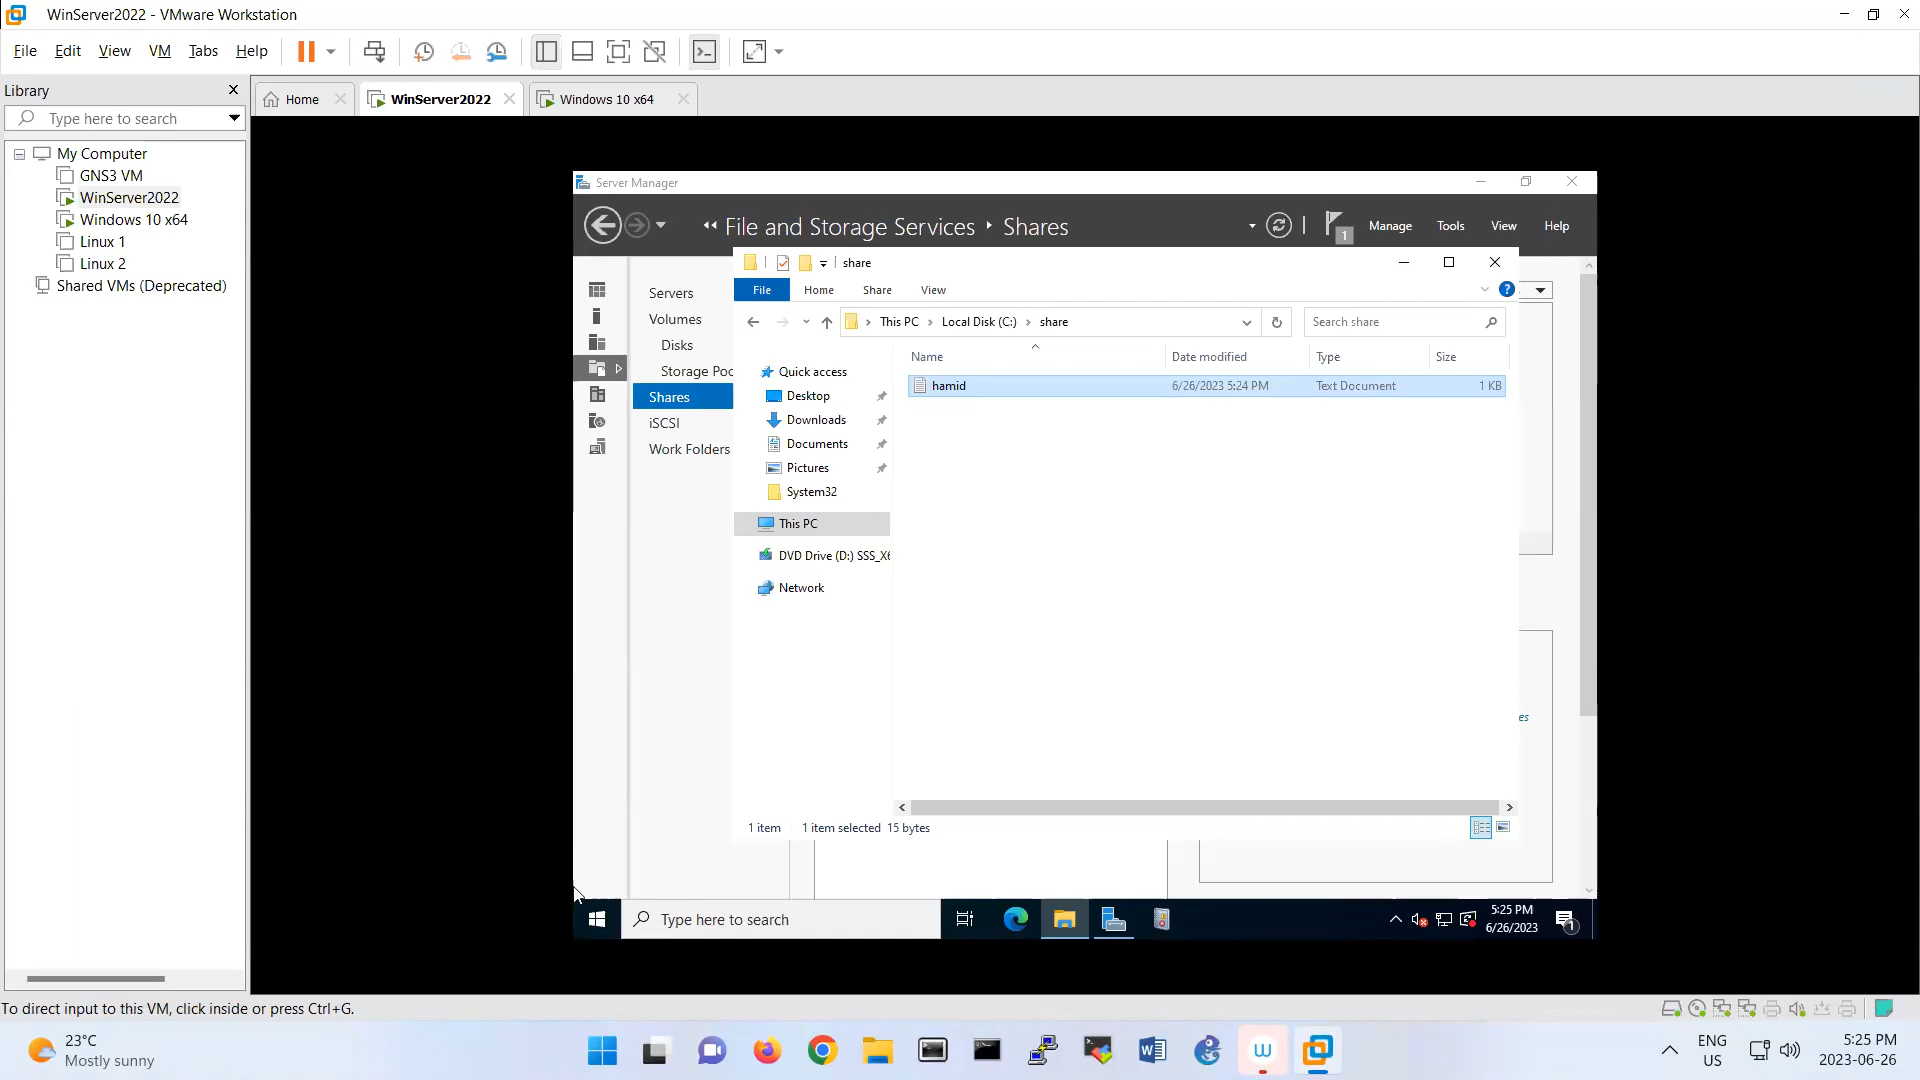 WinServer2022 - VMware Workstation
File Edit View VM Tabs Help
Library
Type here to search
My Computer
GNS3 VM
WinServer2022
Windows 10 x64
Linux 1
Linux 2
Shared VMs (Deprecated)
Home
WinServer2022
Windows 10 x64
Server Manager
File and Storage Services Shares
1
Manage Tools View Help
Servers
Volumes
Disks
Storage Poo
Shares
iSCSI
Work Folders
share
File Home Share View
This PC Local Disk (C:) share
Search share
Quick access
Desktop
Downloads
Documents
Pictures
System32
This PC
DVD Drive (D:) SSS_X6
Network
Name Date modified Type Size
hamid 6/26/2023 5:24 PM Text Document 1 KB
es
1 item 1 item selected 15 bytes
Type here to search
5:25 PM
6/26/2023
1
To direct input to this VM, click inside or press Ctrl+G.
23°C
Mostly sunny
ENG
US
5:25 PM
2023-06-26